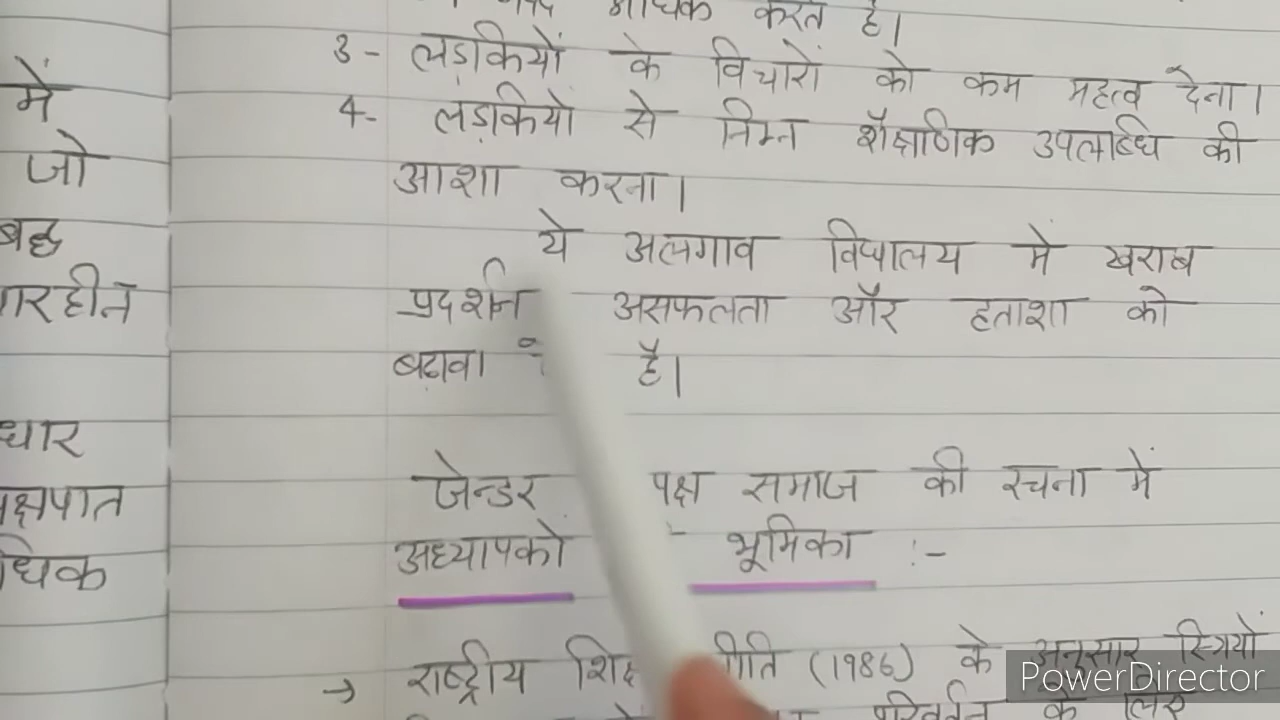 में
जो
बद्ध
ारहीन
धार
पक्षपात
धिक
अधिक करते है।
3- लड़कियों के विचारों को कम महत्व देना।
4- लड़कियों से निम्न शैक्षाणिक उपलब्धि की
आशा करना।
ये अलगाव विधालय मे खराब
प्रदर्शन असफलता और हताशा को
बढ़ावा है।
जेन्डर पक्ष समाज की रचना में
अध्यापको भूमिका :-
→ राष्ट्रीय नीति (1986) के अनुसार स्त्रियों
परिवर्तन के लिए
PowerDirector